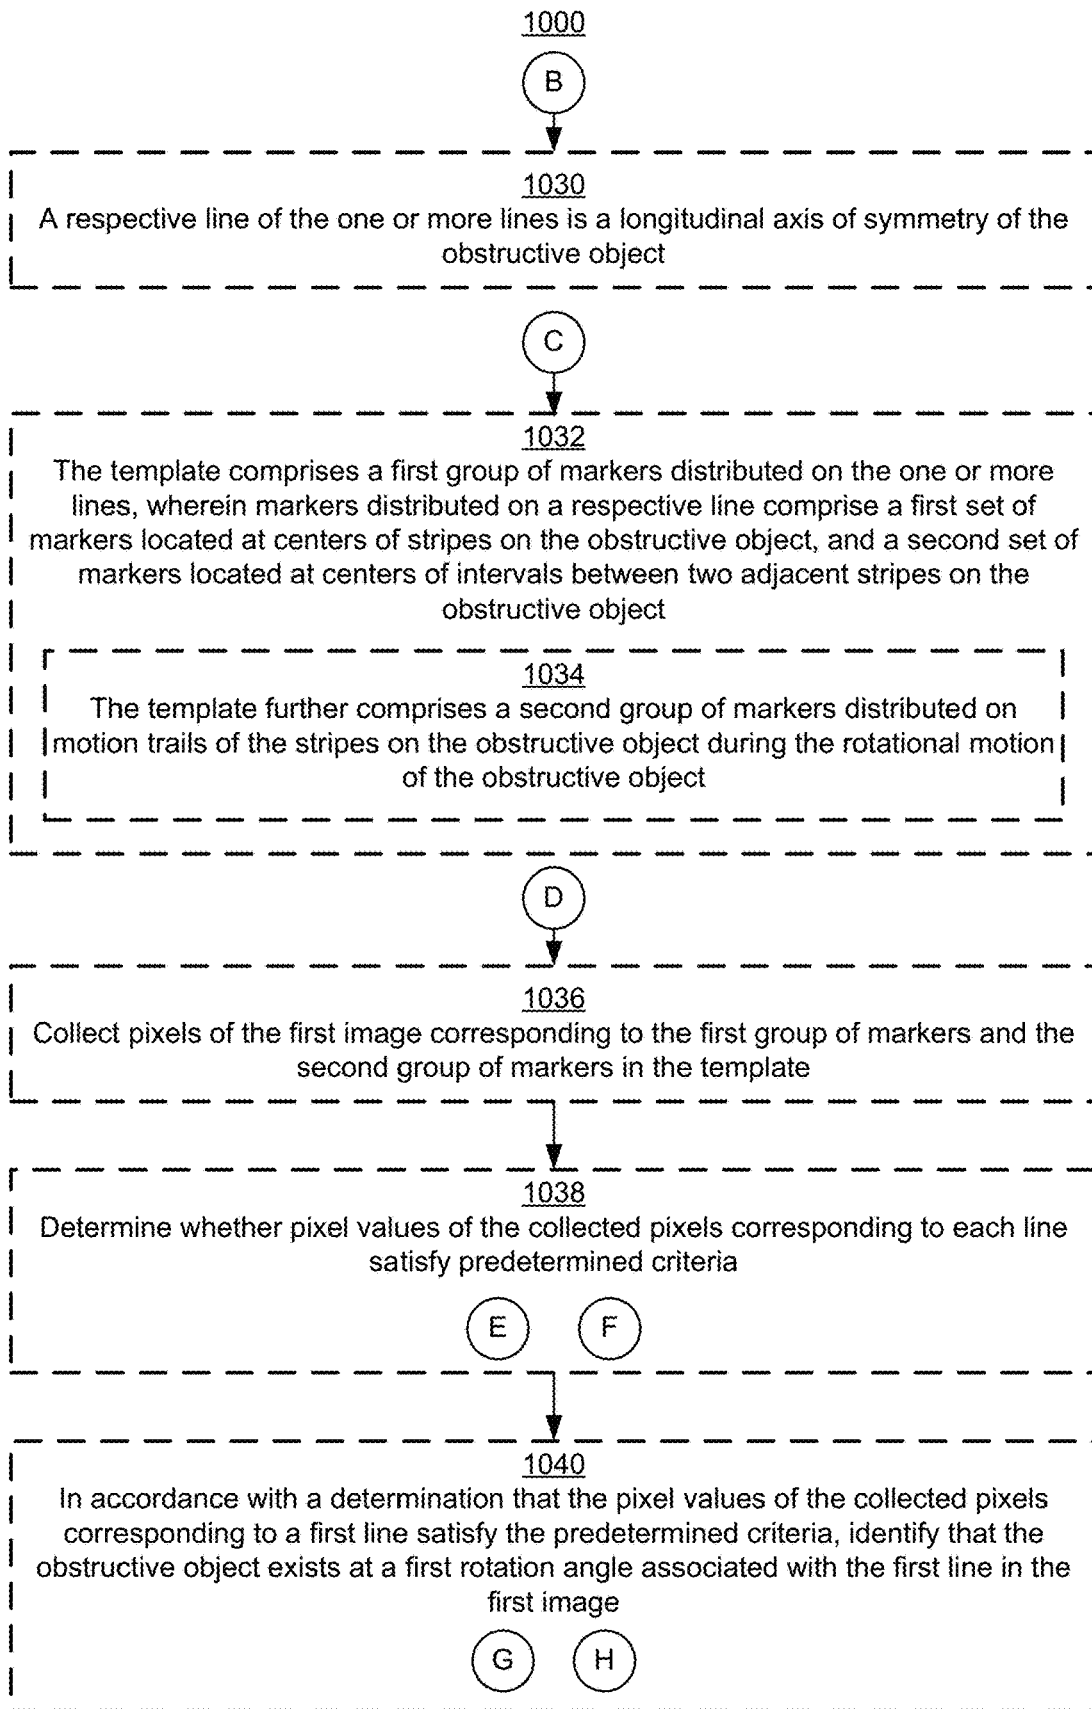 1000
B
1030
A respective line of the one or more lines is a longitudinal axis of symmetry of the
obstructive object
C
1032
The template comprises a first group of markers distributed on the one or more
lines, wherein markers distributed on a respective line comprise a first set of
markers located at centers of stripes on the obstructive object, and a second set of
markers located at centers of intervals between two adjacent stripes on the
obstructive object
1034
The template further comprises a second group of markers distributed on
motion trails of the stripes on the obstructive object during the rotational motion
of the obstructive object
D
1036
Collect pixels of the first image corresponding to the first group of markers and the
second group of markers in the template
1038
Determine whether pixel values of the collected pixels corresponding to each line
satisfy predetermined criteria
E F
1040
In accordance with a determination that the pixel values of the collected pixels
corresponding to a first line satisfy the predetermined criteria, identify that the
obstructive object exists at a first rotation angle associated with the first line in the
first image
G H